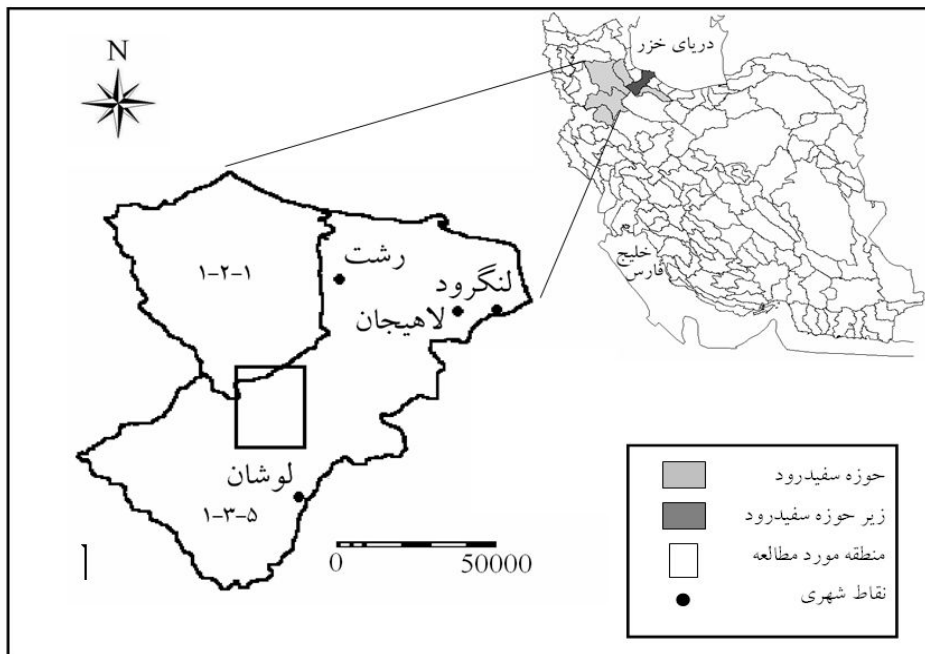 N
دریای خزر
خلیج
فارس
۱-۲-۱
رشت
لنگرود
لاهیجان
لوشان
۱-۳-۵
0 50000
حوزه سفیدرود
زیر حوزه سفیدرود
منطقه مورد مطالعه
نقاط شهری